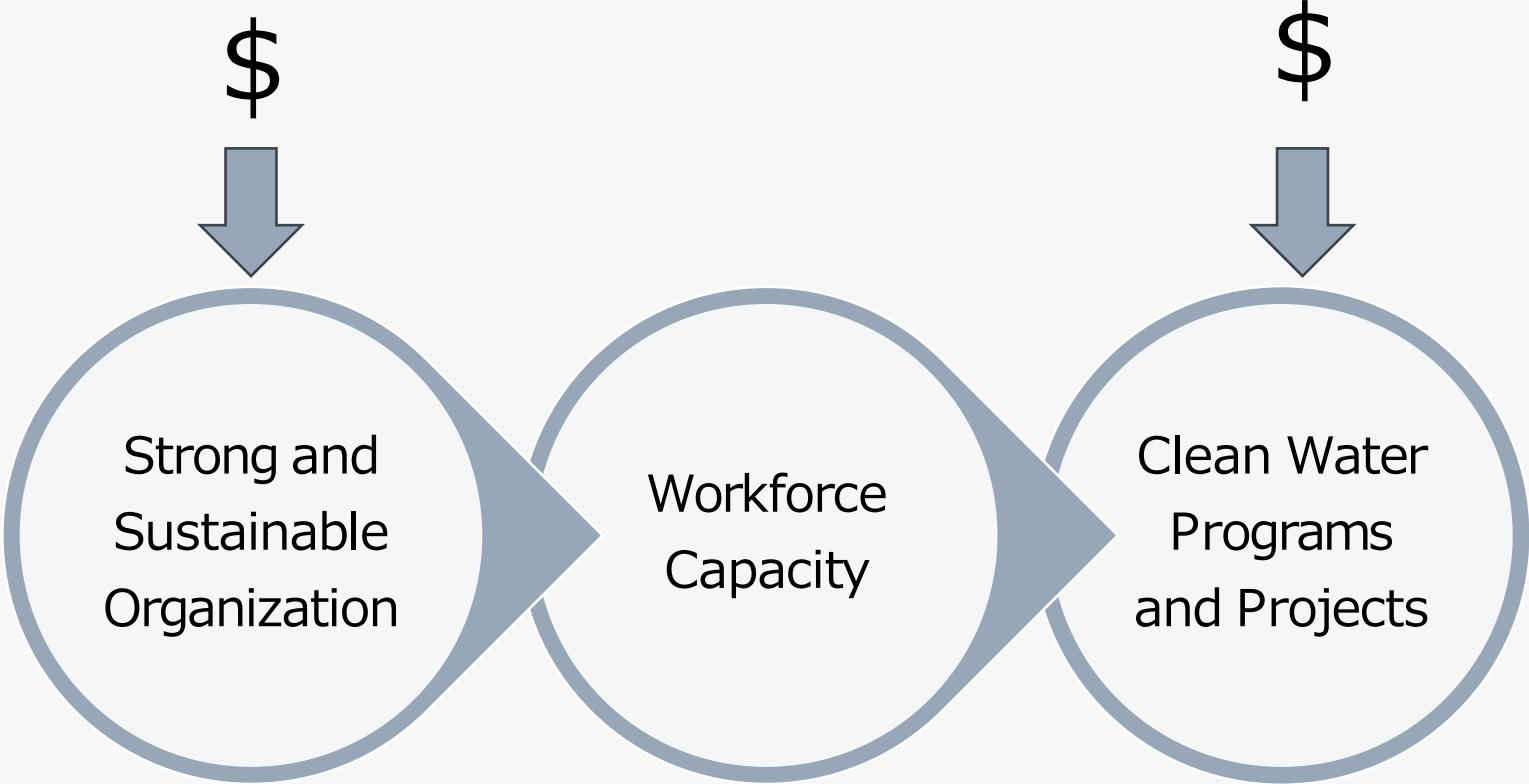 $
$
Strong and
Sustainable
Organization
Workforce
Capacity
Clean Water
Programs
and Projects